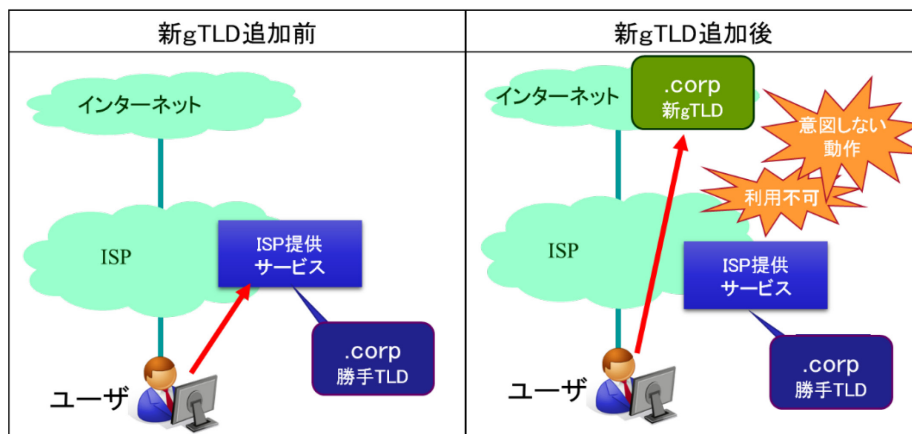 新gTLD追加前
インターネット
ISP
ISP提供
サービス
.corp
勝手TLD
ユーザ
新gTLD追加後
インターネット
.corp
新gTLD
意図しない
動作
利用不可
ISP
ISP提供
サービス
.corp
勝手TLD
ユーザ